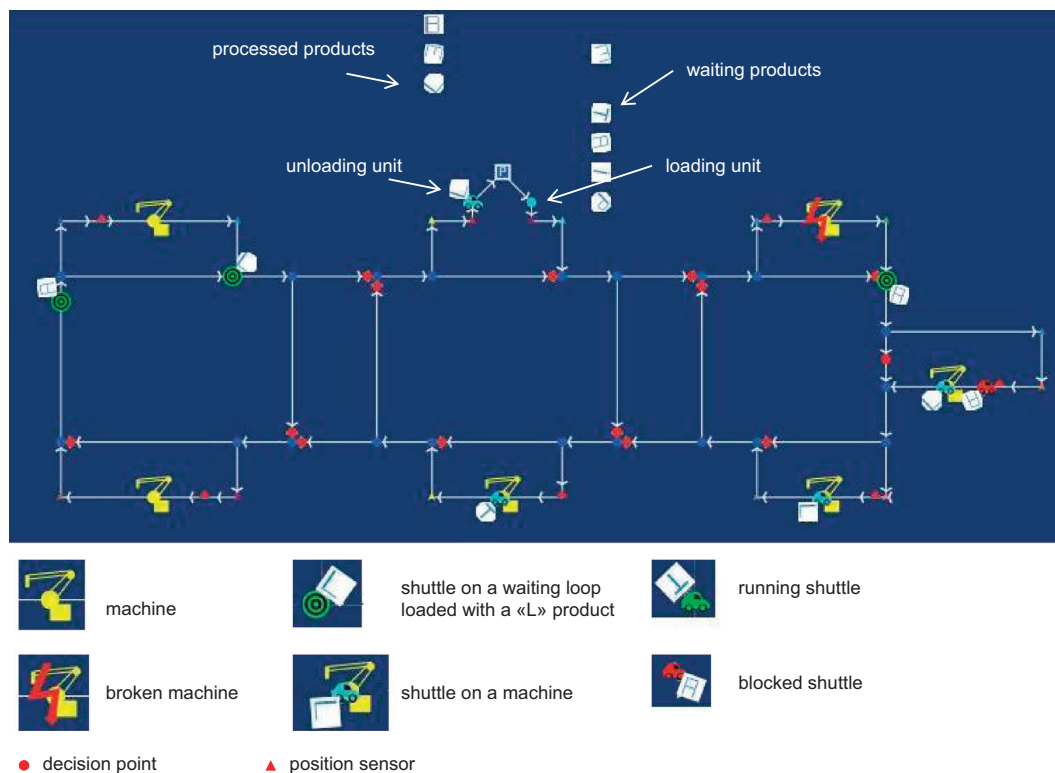 processed products
waiting products
unloading unit
loading unit
P
machine
shuttle on a waiting loop
loaded with a «L» product
running shuttle
broken machine
shuttle on a machine
blocked shuttle
decision point
position sensor